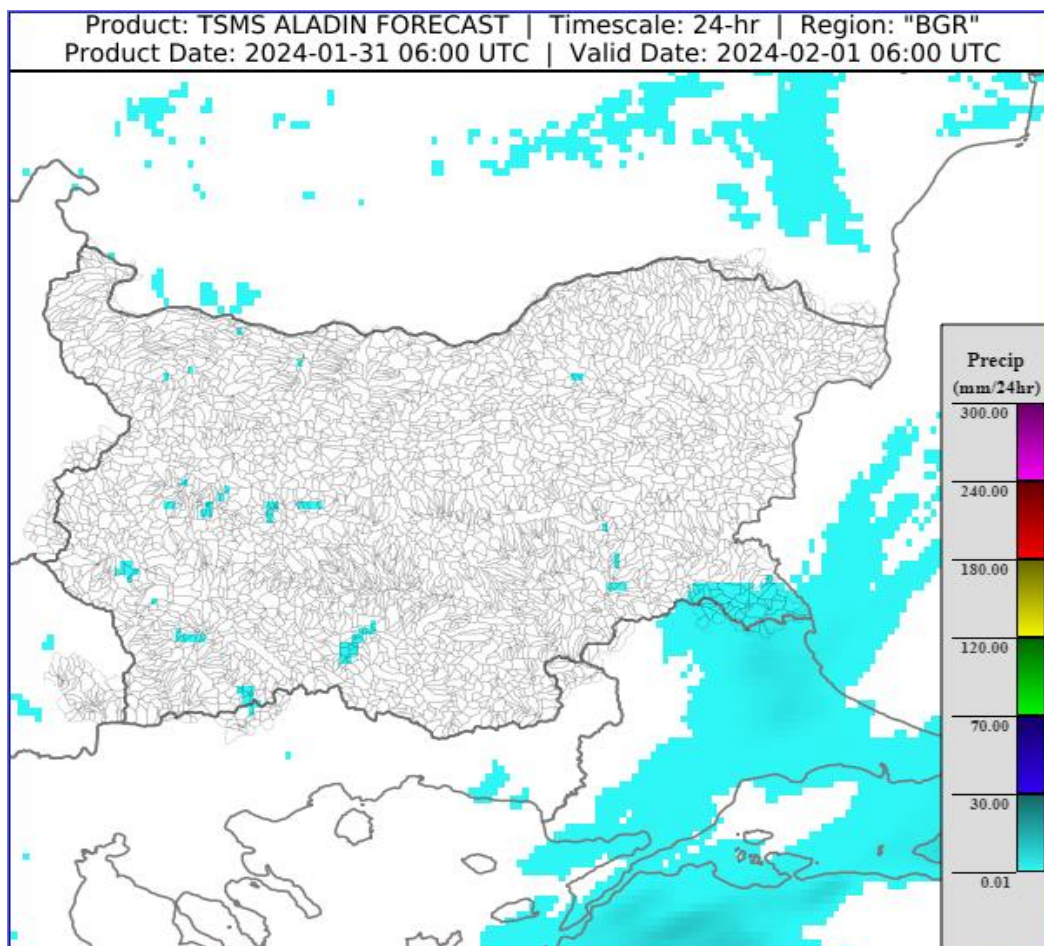 Product: TSMS ALADIN FORECAST | Timescale: 24-hr | Region: "BGR"
Product Date: 2024-01-31 06:00 UTC | Valid Date: 2024-02-01 06:00 UTC
Precip
(mm/24hr)
300.00
240.00
180.00
120.00
70.00
30.00
0.01